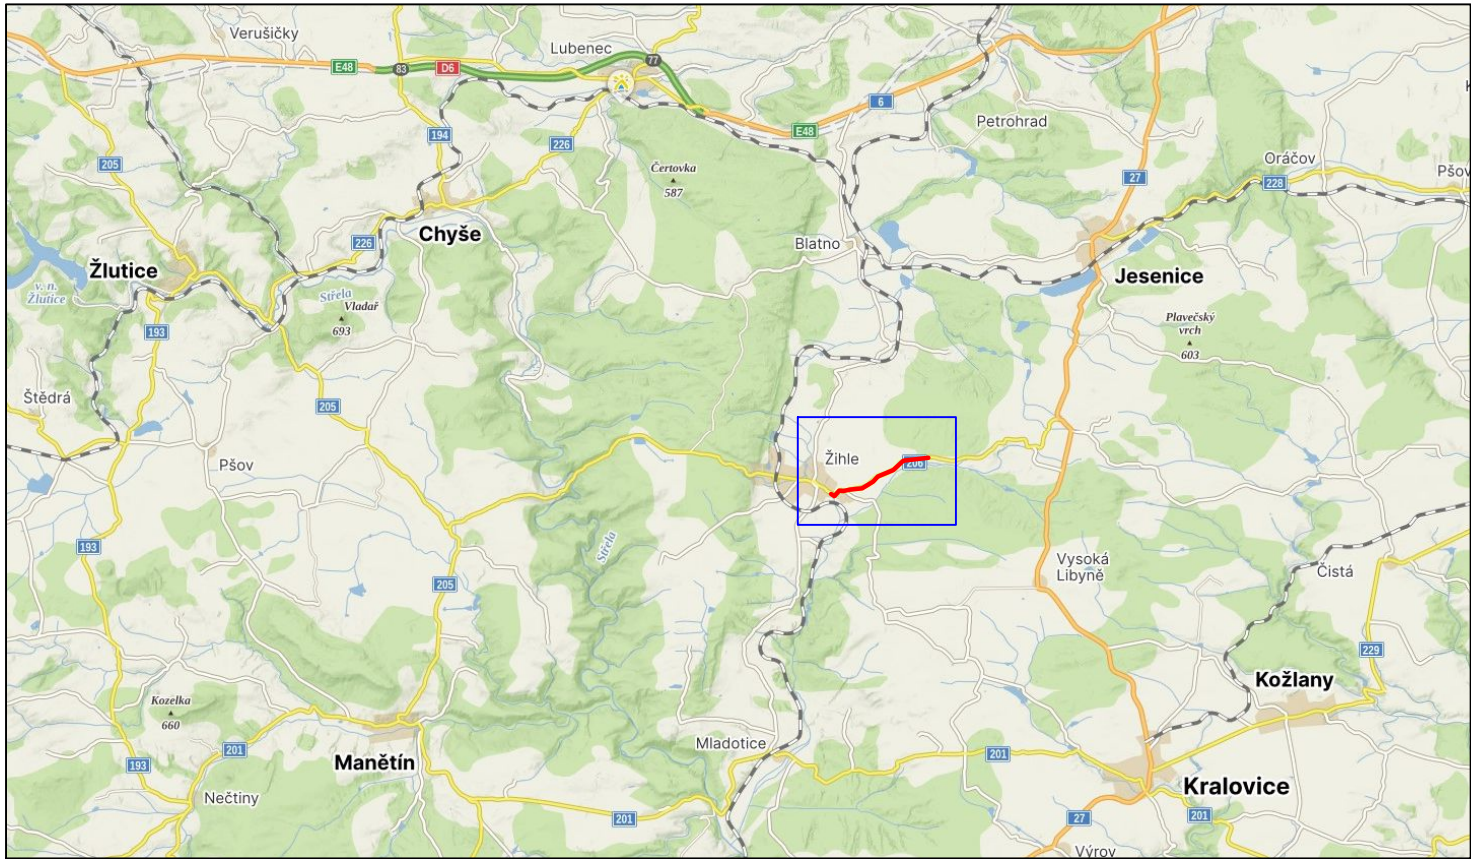 Verušičky
Lubenec
E48
83
D6
77
6
E48
Petrohrad
194
226
205
Čertovka
587
27
Oráčov
228
Pšov
Chyše
226
Blatno
Žlutice
v. n.
Žlutice
Střela
Vladař
693
Jesenice
193
Plavečský
vrch
603
Štědrá
205
Pšov
Žihle
206
193
Střela
205
Vysoká
Libyně
Čistá
229
Kozelka
660
Kožlany
201
Mladotice
201
193
Manětín
Nečtiny
Kralovice
201
27
201
Výrov